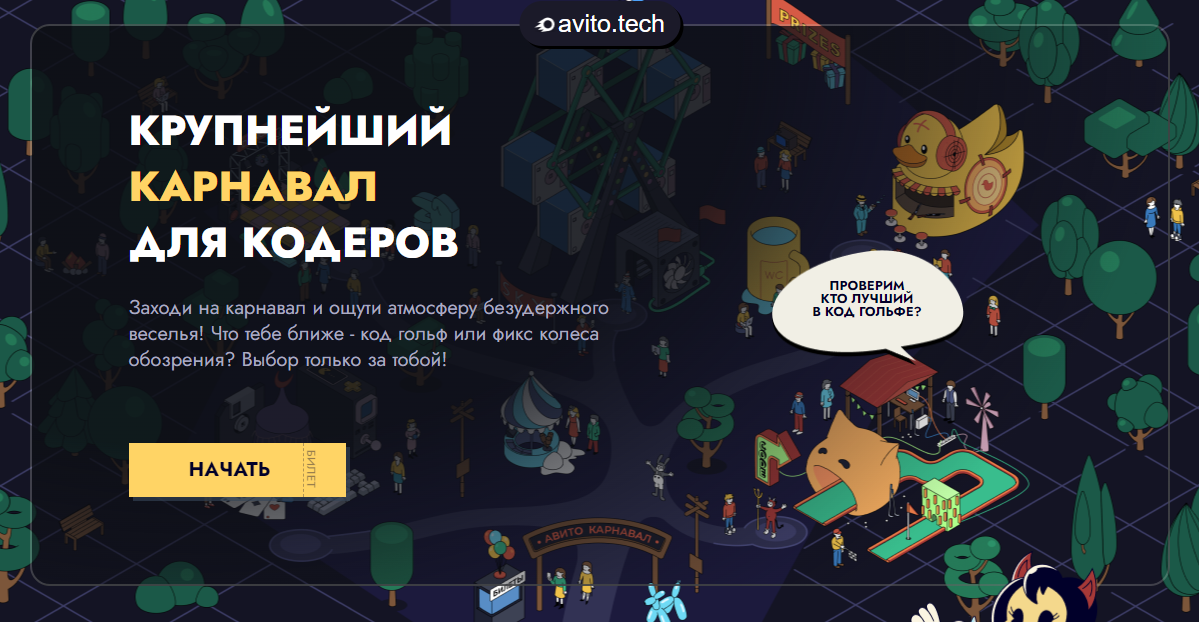 avito.tech
PRIZES
КРУПНЕЙШИЙ
КАРНАВАЛ
ДЛЯ КОДЕРОВ
WC
ПРОВЕРИМ,
КТО ЛУЧШИЙ
В КОД ГОЛЬФЕ?
Заходи на карнавал и ощути атмосферу безудержного
веселья! Что тебе ближе - код гольф или фикс колеса
обозрения? Выбор только за тобой!
НАЧАТЬ
БИЛЕТ
• АВИТО КАРНАВАЛ •
БИЛЕТЫ